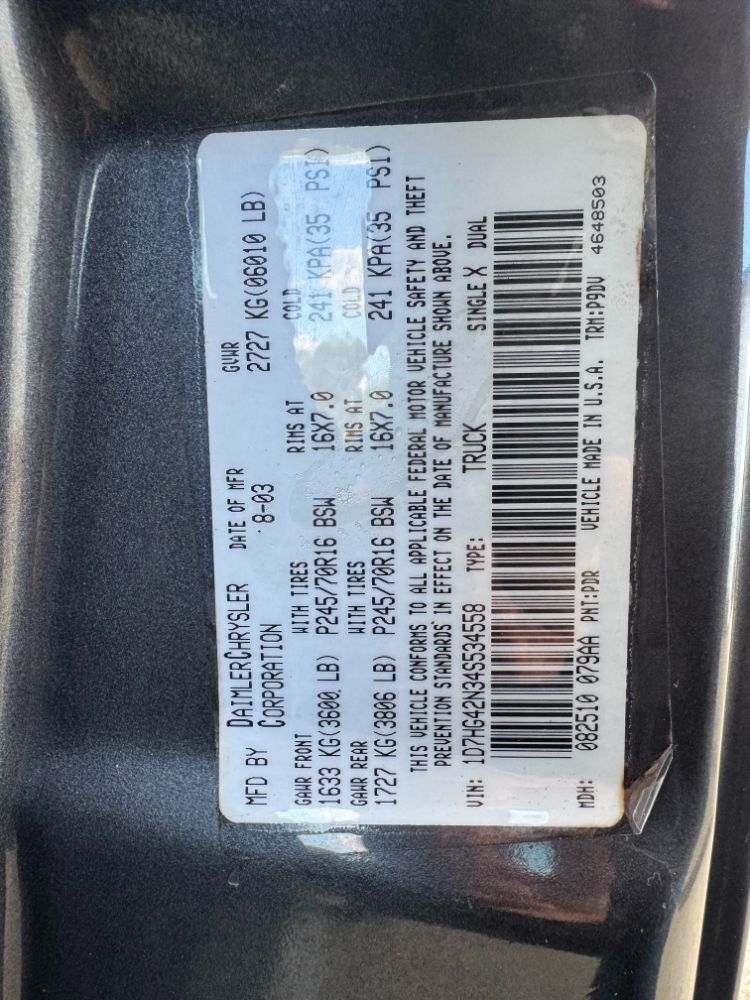 MFD BY DAIMLERCHRYSLER CORPORATION DATE OF MFR 8-03 GVWR 2727 KG(06010 LB)
GAWR FRONT WITH TIRES RIMS AT COLD
1633 KG(3600 LB) P245/70R16 BSW 16X7.0 241 KPA(35 PSI)
GAWR REAR WITH TIRES RIMS AT COLD
1727 KG(3806 LB) P245/70R16 BSW 16X7.0 241 KPA(35 PSI)
THIS VEHICLE CONFORMS TO ALL APPLICABLE FEDERAL MOTOR VEHICLE SAFETY AND THEFT
PREVENTION STANDARDS IN EFFECT ON THE DATE OF MANUFACTURE SHOWN ABOVE.
VIN: 1D7HG42N34S534558 TYPE: TRUCK SINGLE X DUAL
MDH: 082510 079AA PNT:PDR VEHICLE MADE IN U.S.A. TRM:P9DV 4648503